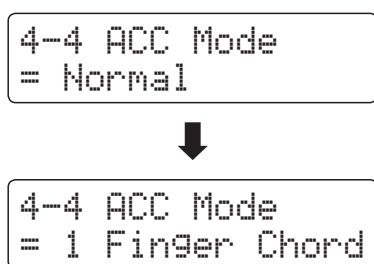 4-4 ACC Mode
= Normal
4-4 ACC Mode
= 1 Finger Chord